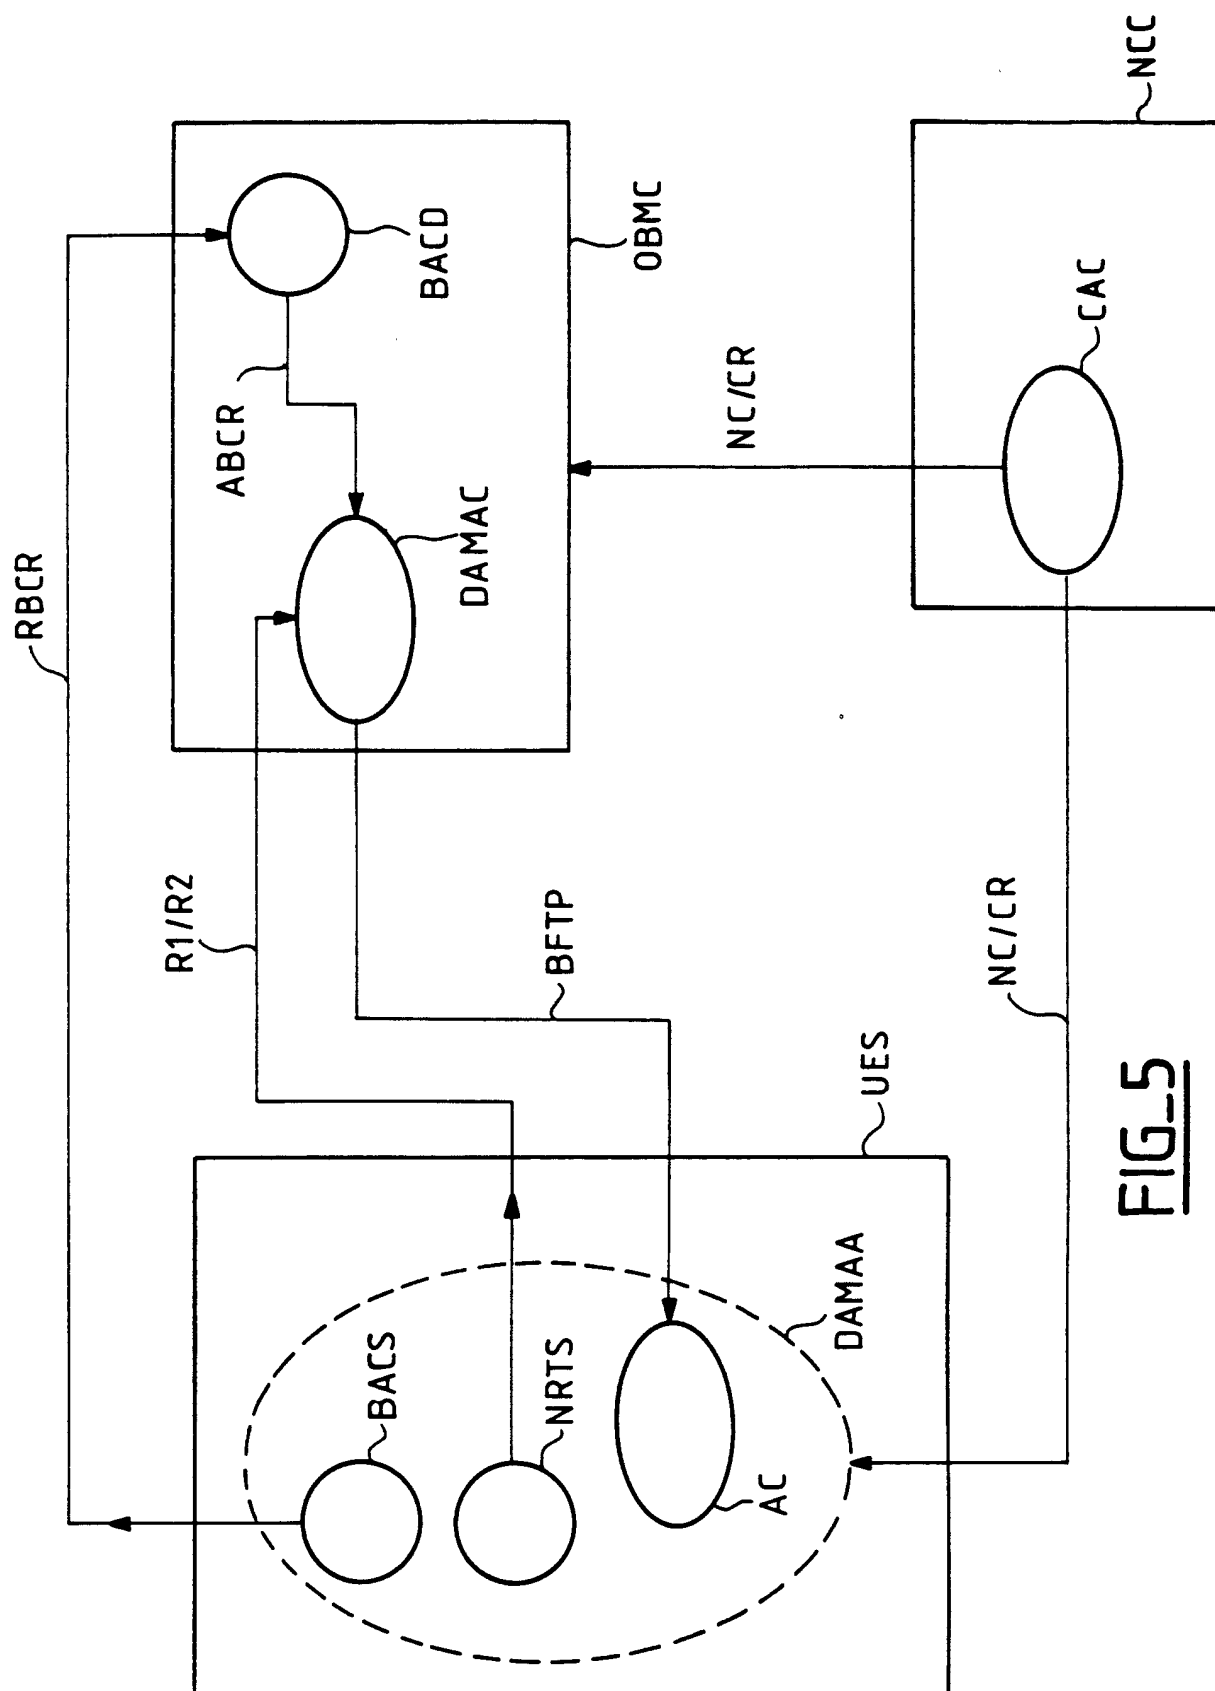 RBCR
R1/R2
ABCR
BACD
DAMAC
OBMC
BFTP
NC/CR
NCC
CAC
UES
BACS
NRTS
AC
DAMAA
NC/CR
FIG_5